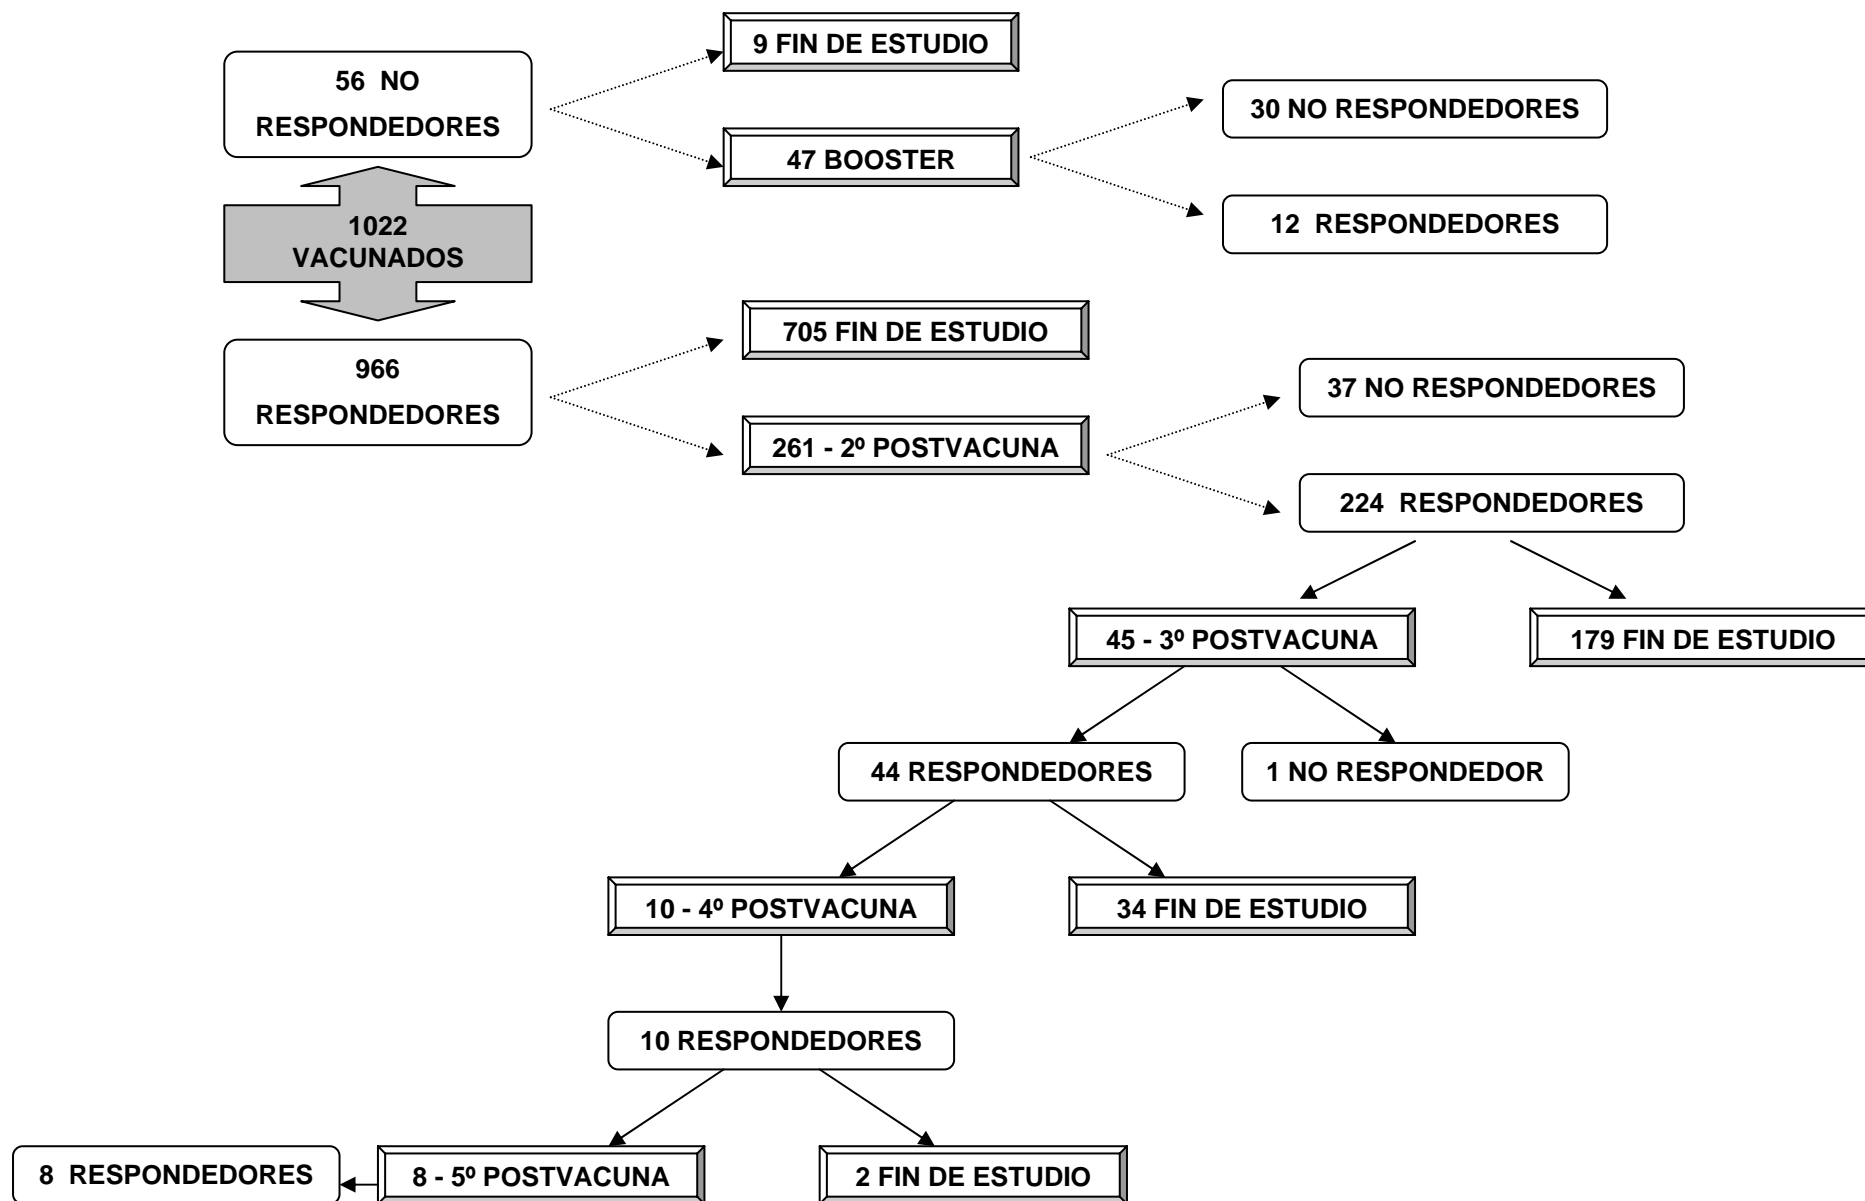 9 FIN DE ESTUDIO
56 NO
RESPONDEDORES
30 NO RESPONDEDORES
47 BOOSTER
12 RESPONDEDORES
1022
VACUNADOS
705 FIN DE ESTUDIO
966
RESPONDEDORES
37 NO RESPONDEDORES
261 - 2º POSTVACUNA
224 RESPONDEDORES
45 - 3º POSTVACUNA
179 FIN DE ESTUDIO
44 RESPONDEDORES
1 NO RESPONDEDOR
10 - 4º POSTVACUNA
34 FIN DE ESTUDIO
10 RESPONDEDORES
8 RESPONDEDORES
8 - 5º POSTVACUNA
2 FIN DE ESTUDIO